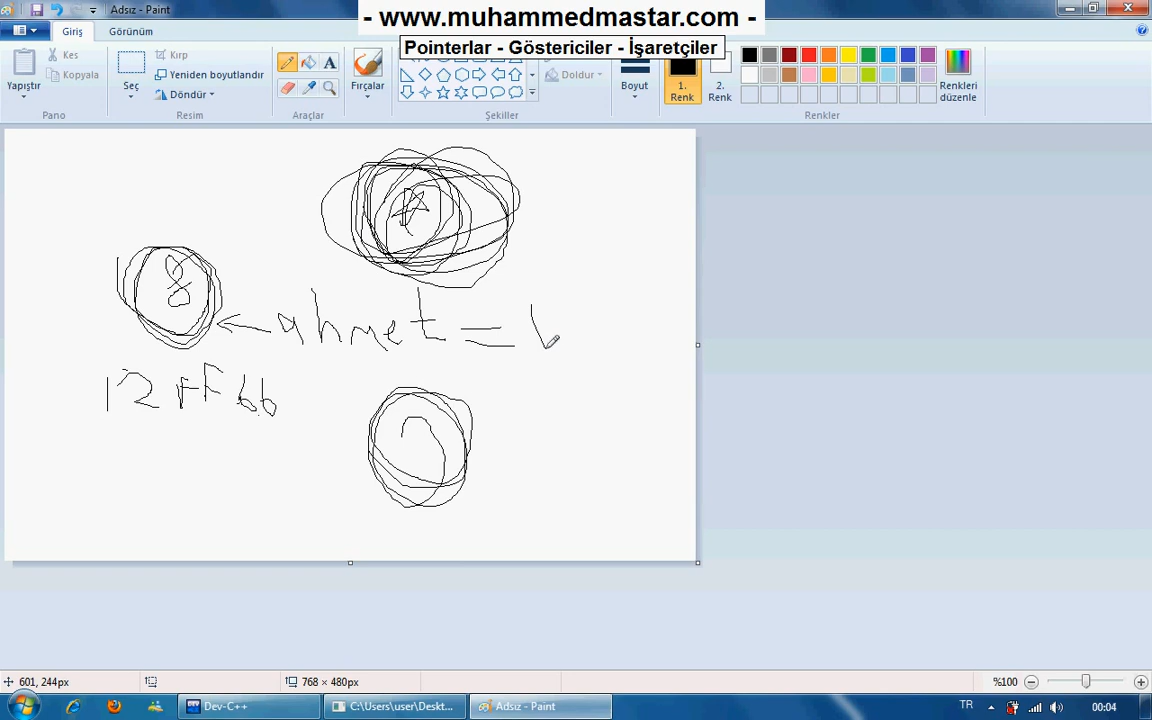 Adsız - Paint
- www.muhammedmastar.com -
Pointerlar - Göstericiler - İşaretçiler
Giriş
Görünüm
Yapıştır
Kes
Kopyala
Pano
Seç
Kırp
Yeniden boyutlandır
Döndür
Resim
A
Araçlar
Fırçalar
Doldur
Şekiller
Boyut
1.
Renk
2.
Renk
Renkleri
düzenle
Renkler
8
ahmet =
12FF66
601, 244px
768 × 480px
%100
Dev-C++
C:\Users\user\Deskt...
Adsız - Paint
TR
00:04